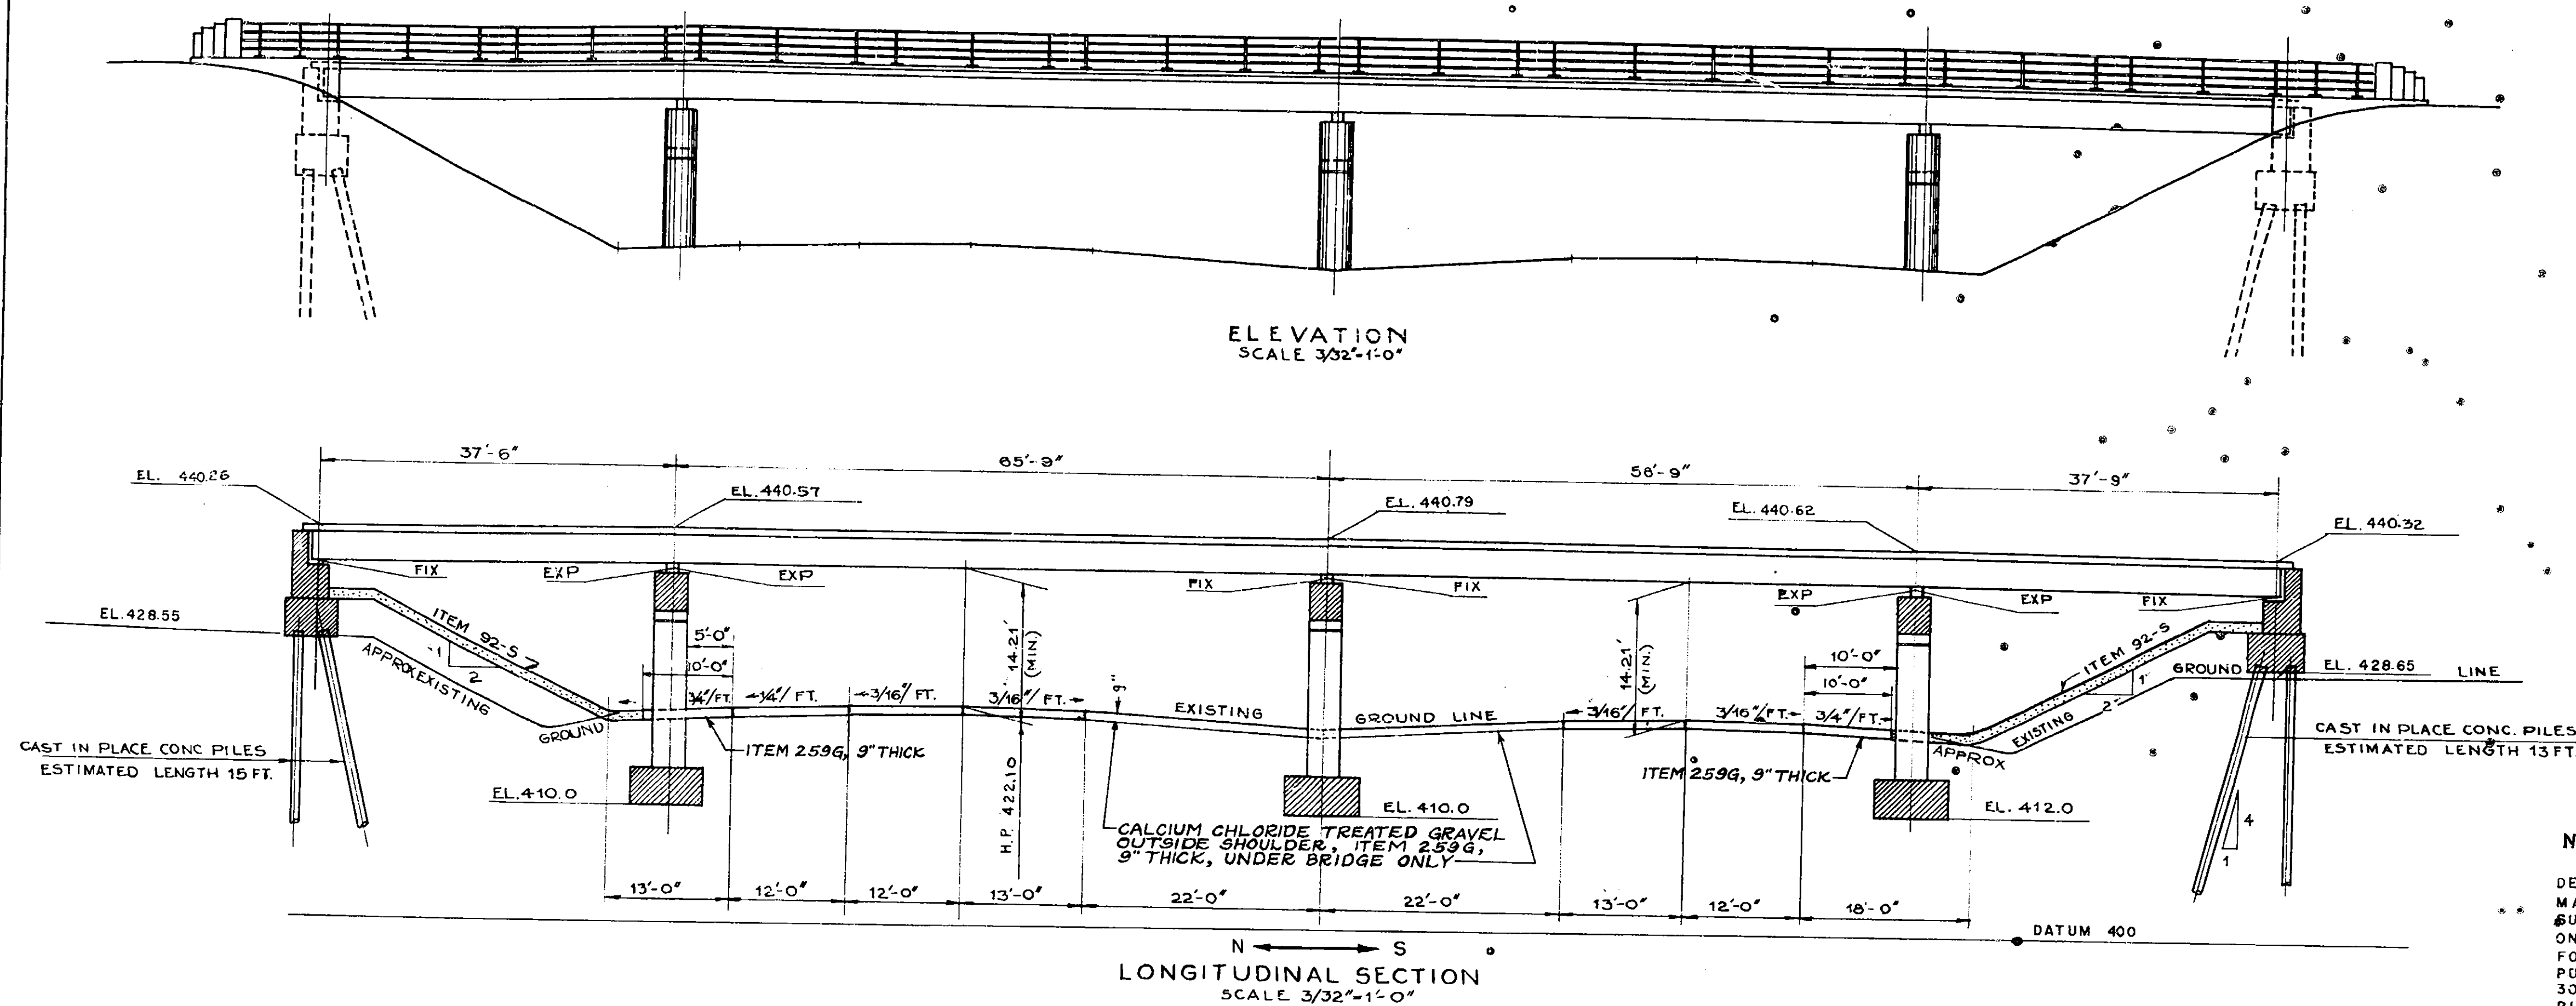 ELEVATION
SCALE 3/32"=1'-0"
37'-6"
65'-9"
58'-9"
37'-9"
EL. 440.26
EL. 440.57
EL. 440.79
EL. 440.62
EL. 440.32
FIX
EXP
EXP
FIX
FIX
EXP
EXP
FIX
EL. 428.55
ITEM 92-S
1
2
APPROX EXISTING
GROUND
5'-0"
10'-0"
3/4"/FT.
1/4"/ FT.
3/16"/ FT.
3/16"/ FT.
14.21'
(MIN.)
9"
EXISTING
GROUND LINE
14.21'
(MIN.)
3/16"/ FT.
3/16"/ FT.
3/4"/ FT.
10'-0"
10'-0"
ITEM 92-S
1
2
GROUND
LINE
EL. 428.65
EXISTING
APPROX
CAST IN PLACE CONC PILES
ESTIMATED LENGTH 15 FT.
ITEM 259G, 9" THICK
ITEM 259G, 9" THICK
CAST IN PLACE CONC. PILES
ESTIMATED LENGTH 13 FT.
EL. 410.0
H.P. 422.10
EL. 410.0
EL. 412.0
CALCIUM CHLORIDE TREATED GRAVEL
OUTSIDE SHOULDER, ITEM 259G,
9" THICK, UNDER BRIDGE ONLY
4
1
13'-0"
12'-0"
12'-0"
13'-0"
22'-0"
22'-0"
13'-0"
12'-0"
18'-0"
DATUM 400
N S
LONGITUDINAL SECTION
SCALE 3/32"=1'-0"
N
DE
MA
SU
ON
FO
PU
30